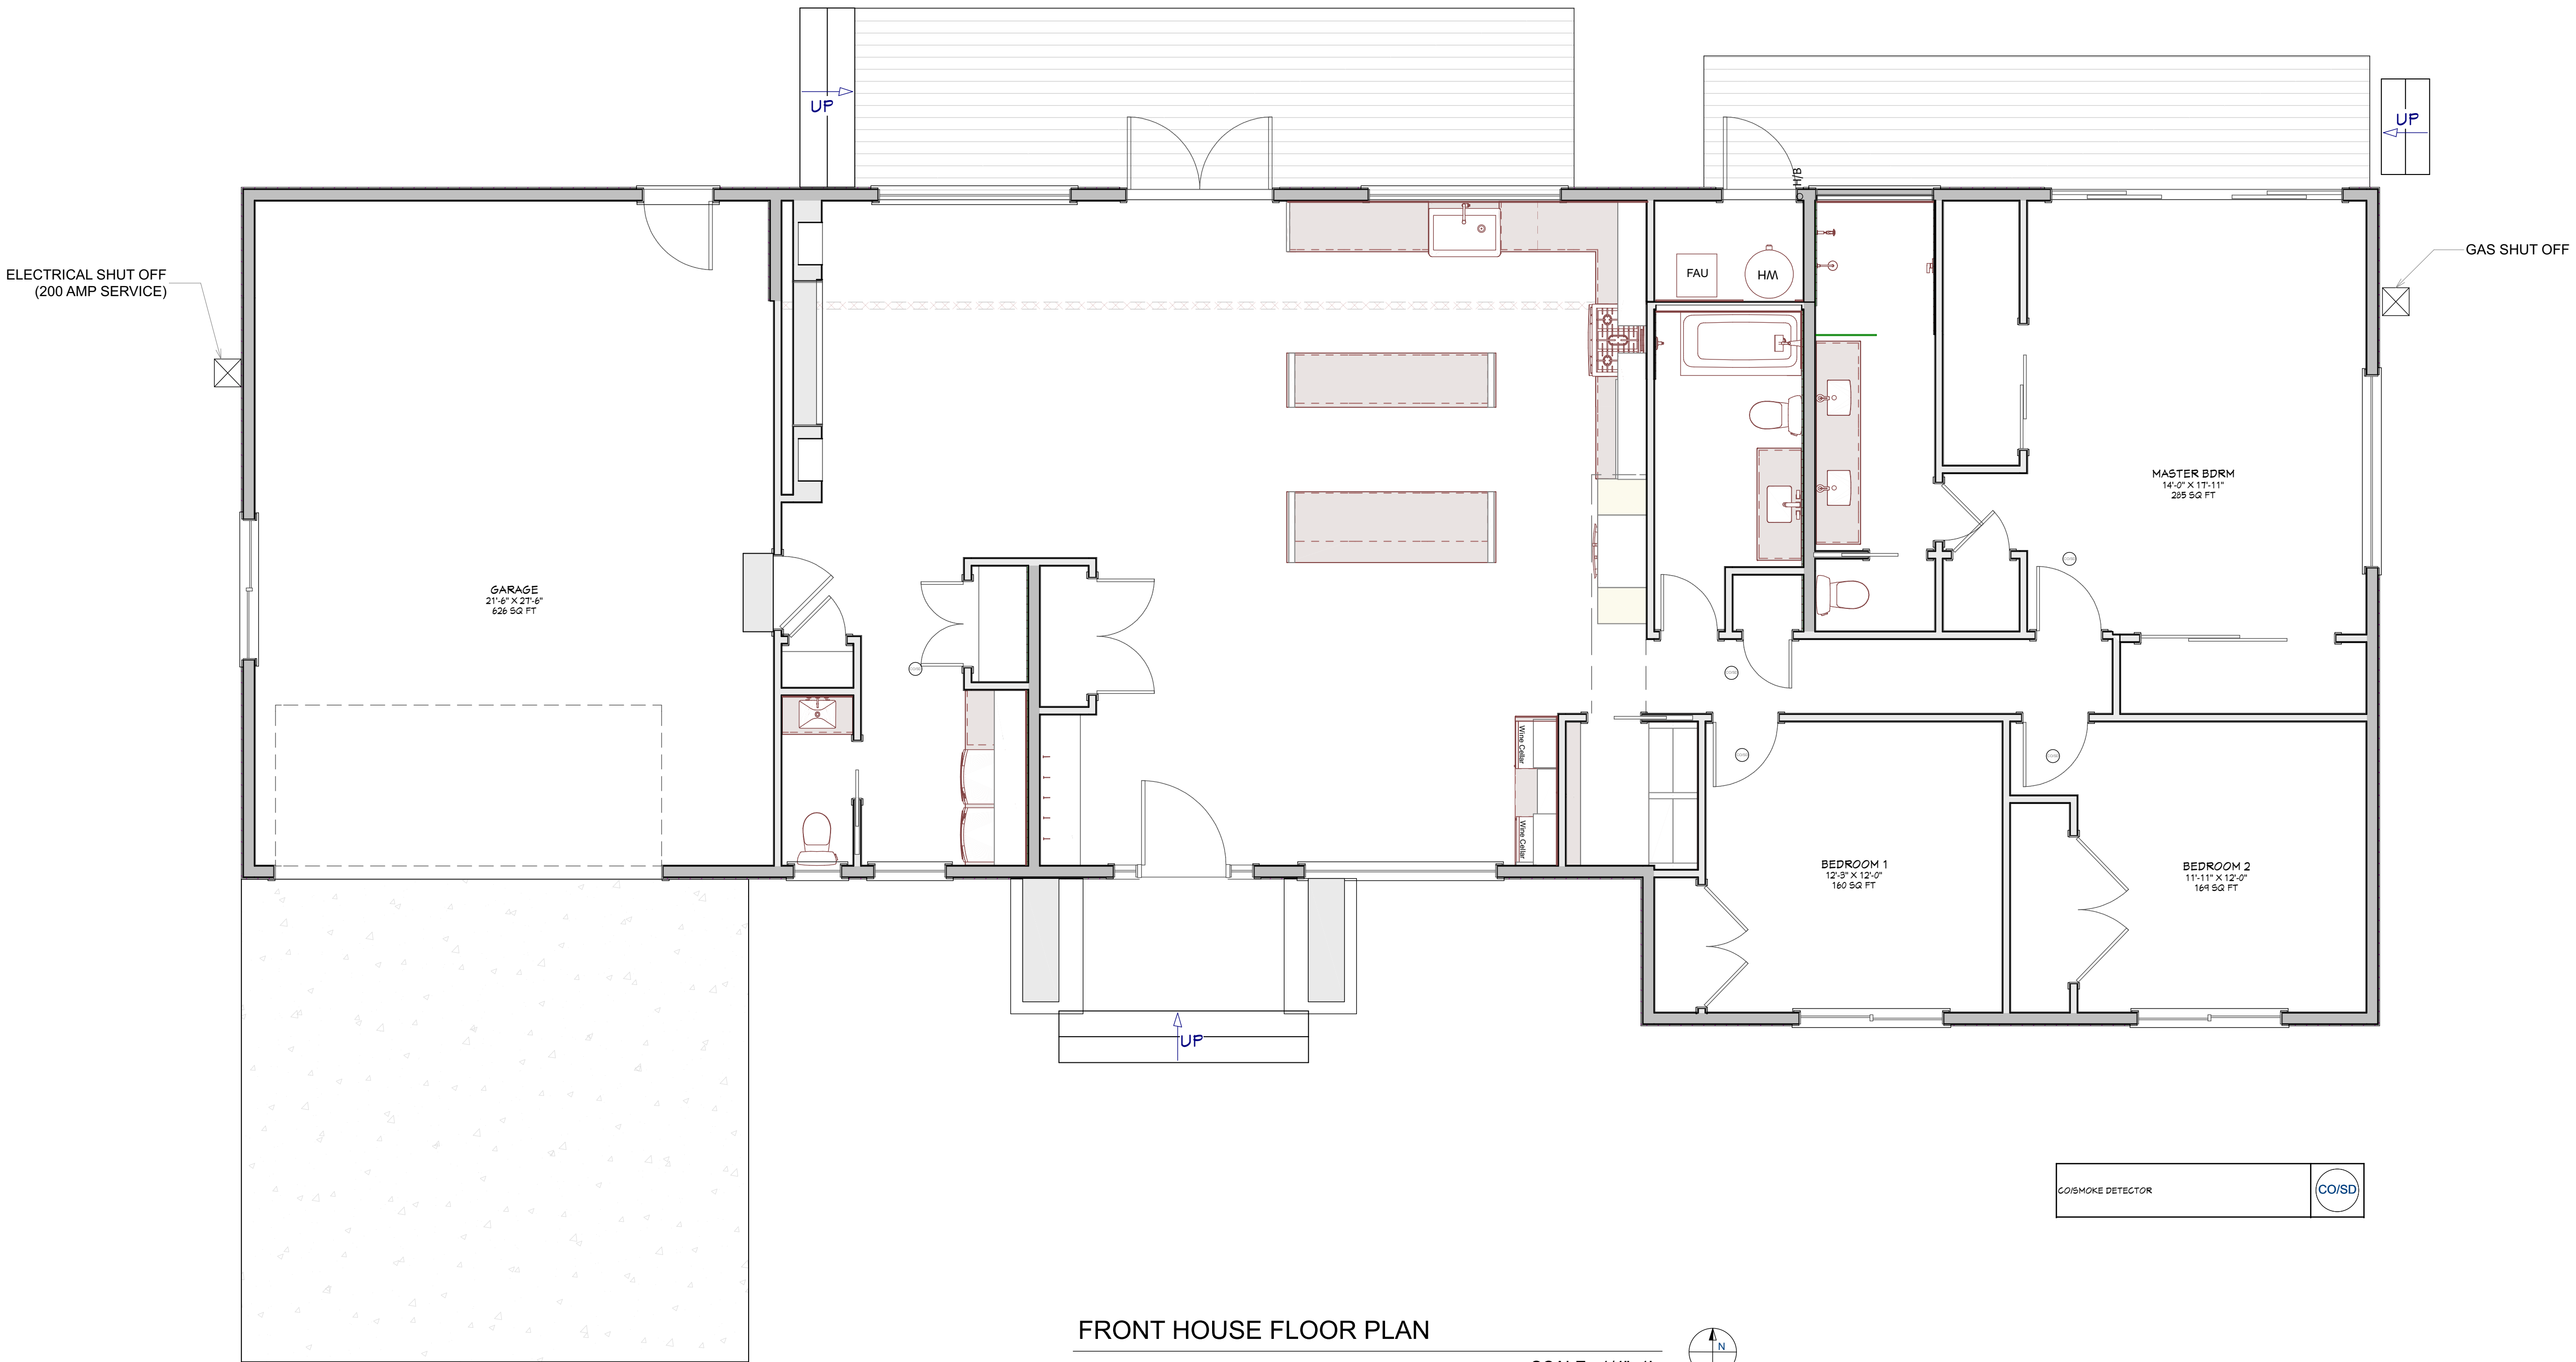 UP
UP
H/B
ELECTRICAL SHUT OFF
(200 AMP SERVICE)
GAS SHUT OFF
FAU
HW
MASTER BDRM
14'-0" X 17'-11"
285 SQ FT
GARAGE
21'-6" X 27'-6"
626 SQ FT
Wine Cellar
Wine Cellar
BEDROOM 1
12'-3" X 12'-0"
160 SQ FT
BEDROOM 2
11'-11" X 12'-0"
169 SQ FT
UP
CO/SMOKE DETECTOR
CO/SD
FRONT HOUSE FLOOR PLAN
N